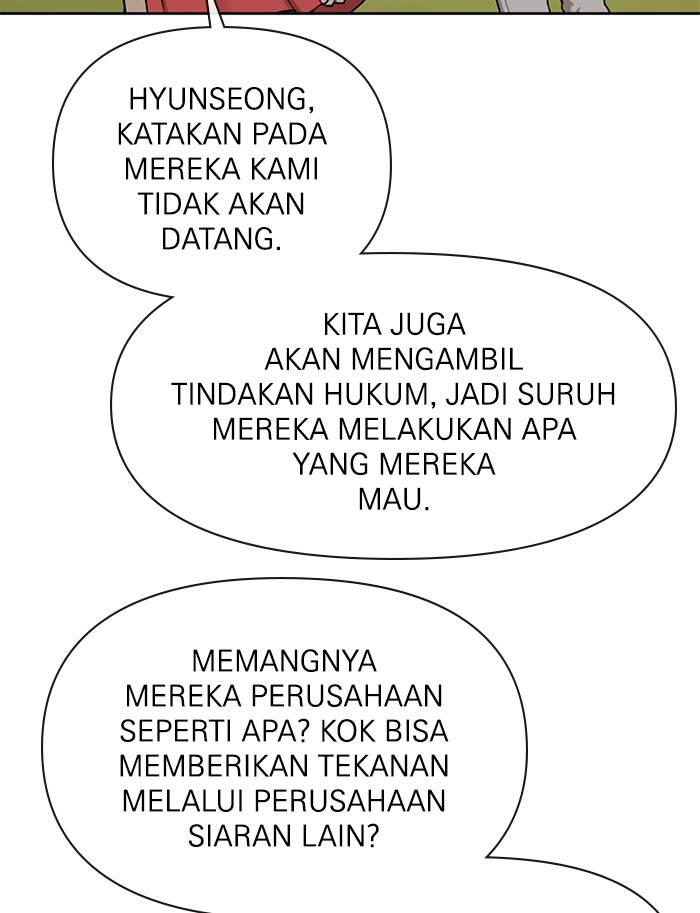 HYUNSEONG,
KATAKAN PADA
MEREKA KAMI
TIDAK AKAN
DATANG.
KITA JUGA
AKAN MENGAMBIL
TINDAKAN HUKUM, JADI SURUH
MEREKA MELAKUKAN APA
YANG MEREKA
MAU.
MEMANGNYA
MEREKA PERUSAHAAN
SEPERTI APA? KOK BISA
MEMBERIKAN TEKANAN
MELALUI PERUSAHAAN
SIARAN LAIN?